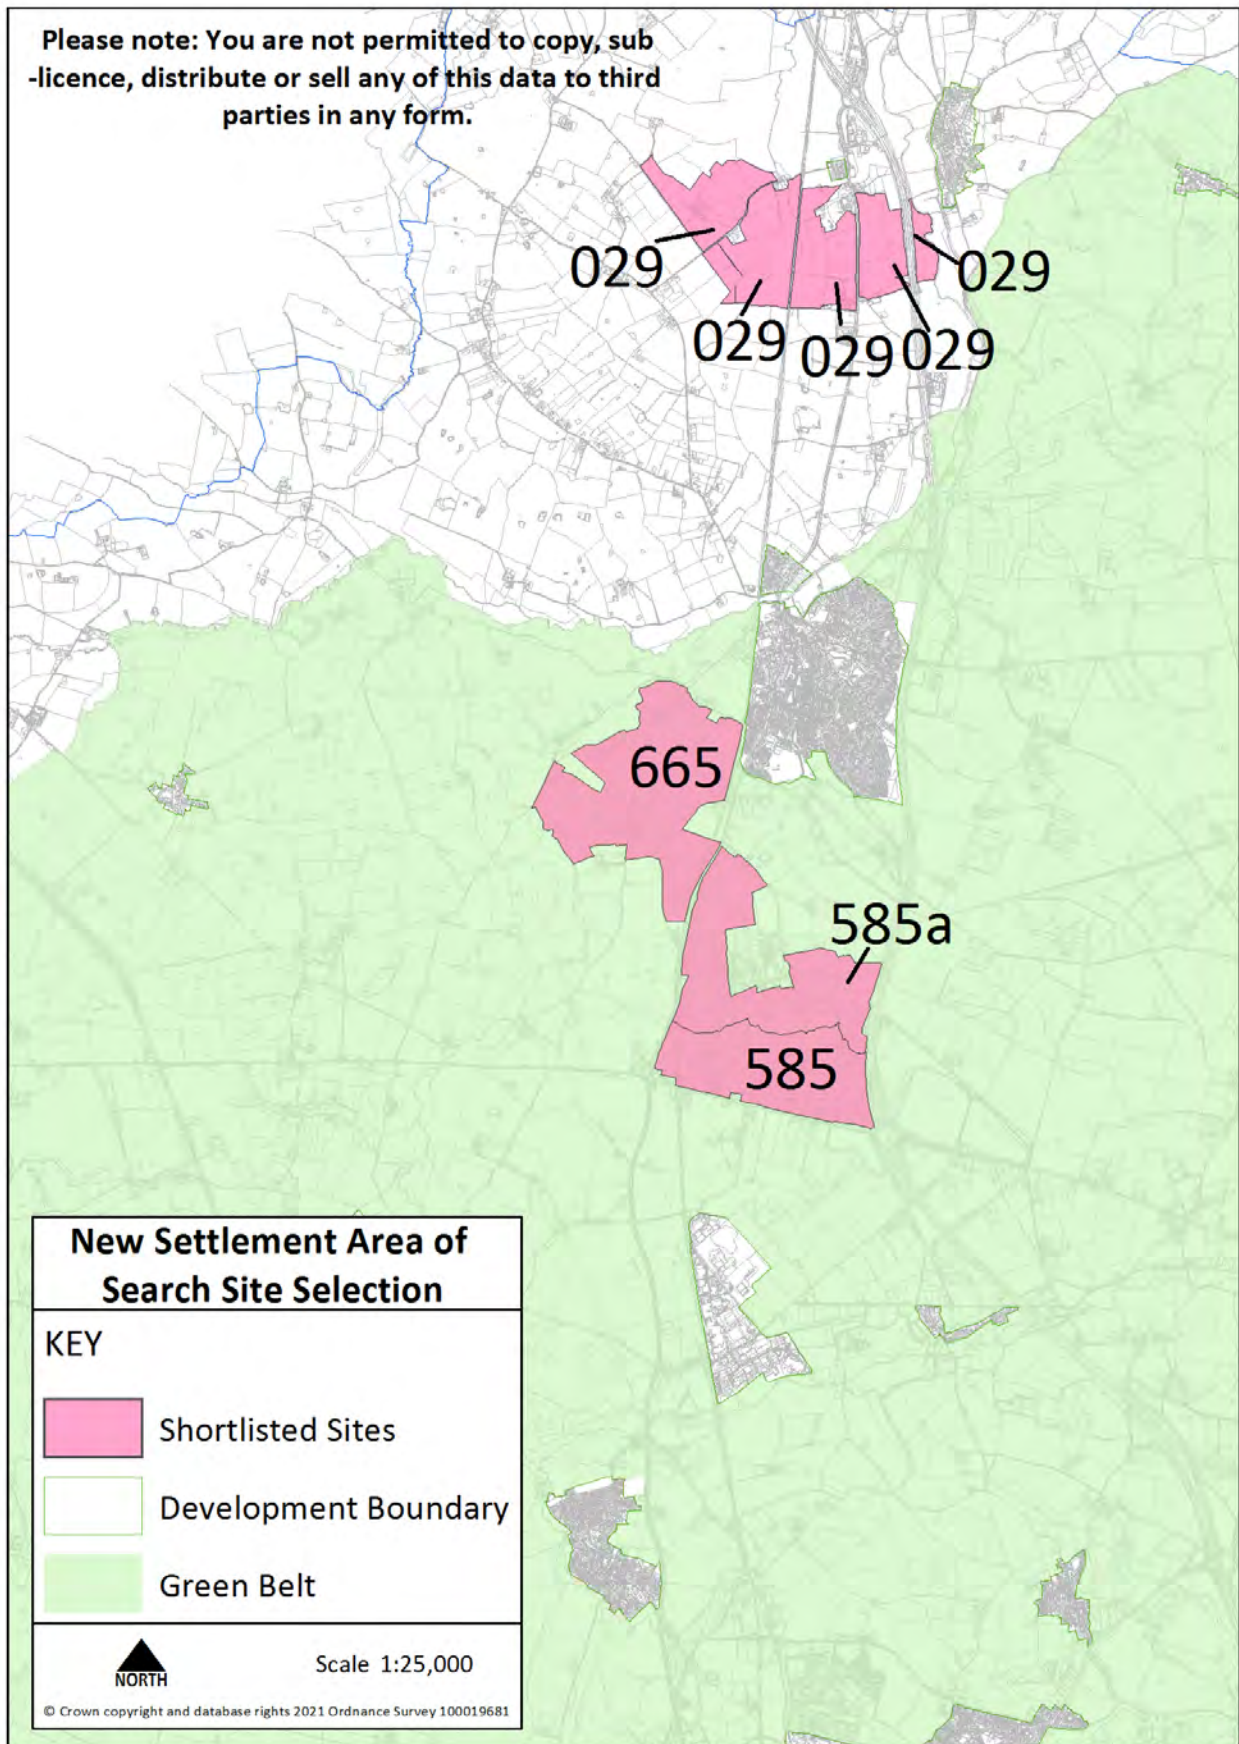 Please note: You are not permitted to copy, sub
-licence, distribute or sell any of this data to third
parties in any form.
029
029
029
029
029
665
585a
585
New Settlement Area of
Search Site Selection
KEY
Shortlisted Sites
Development Boundary
Green Belt
NORTH
Scale 1:25,000
© Crown copyright and database rights 2021 Ordnance Survey 100019681